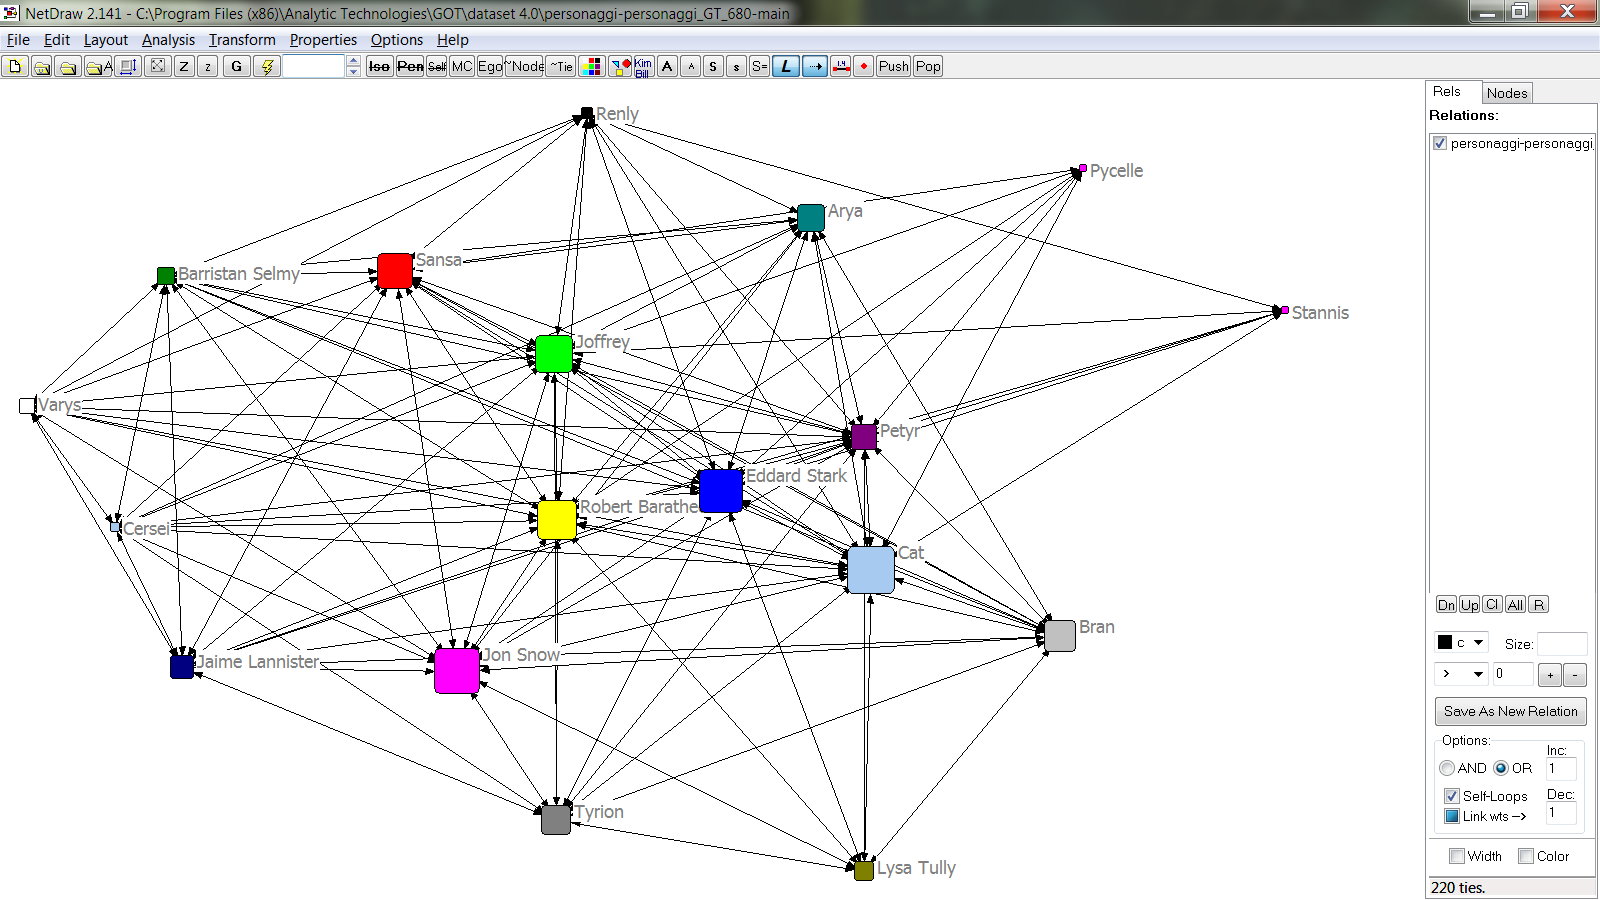 NetDraw 2.141 - C:\Program Files (x86)\Analytic Technologies\GOT\dataset 4.0\personaggi-personaggi_GT_680-main
File Edit Layout Analysis Transform Properties Options Help
A Z z G Iso Pen Self MC Ego ~Node ~Tie Kim Bill A A S s S= L Push Pop
Rels Nodes
Relations:
personaggi-personaggi
Renly
Pycelle
Arya
Sansa
Barristan Selmy
Stannis
Joffrey
Varys
Petyr
Eddard Stark
Robert Barathe
Cersei
Cat
Bran
Jon Snow
Jaime Lannister
Tyrion
Lysa Tully
Dn Up Cl All R
c Size:
> 0 + -
Save As New Relation
Options:
Inc:
AND OR 1
Self-Loops Dec:
Link wts --> 1
Width Color
220 ties.